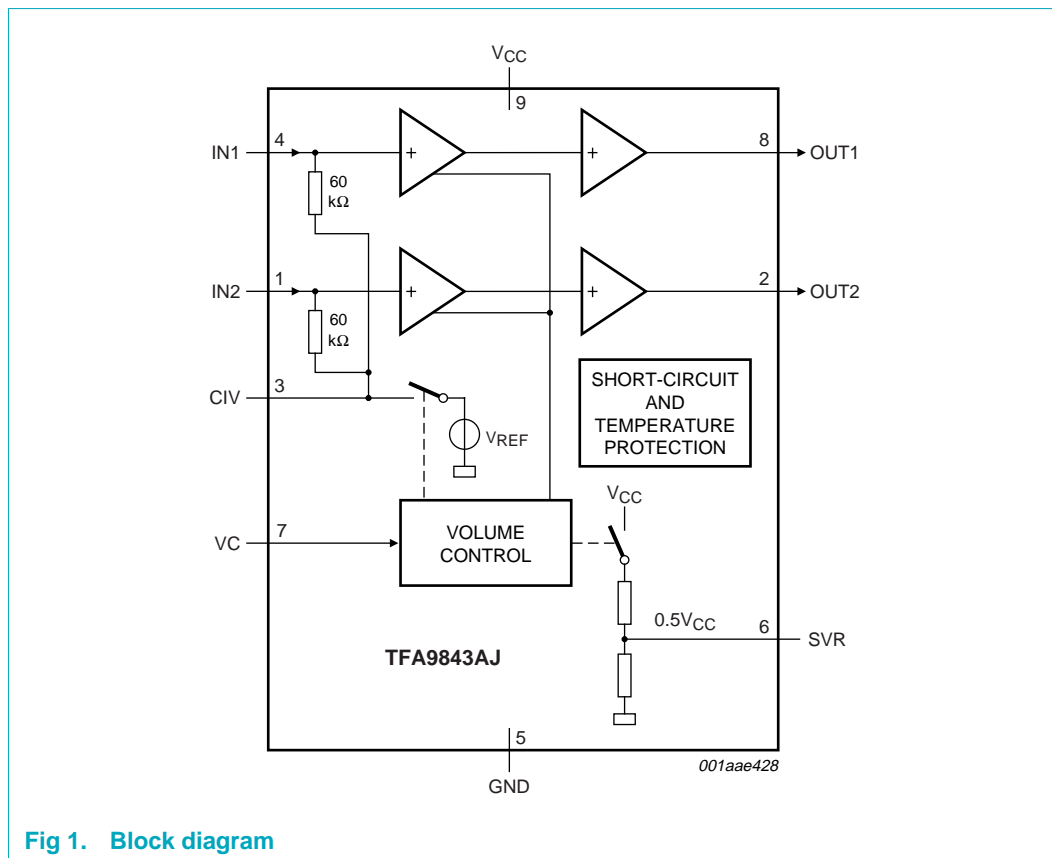 VCC
9
IN1
4
+
+
8
OUT1
60
kΩ
IN2
1
+
+
2
OUT2
60
kΩ
SHORT-CIRCUIT
AND
TEMPERATURE
PROTECTION
CIV
3
VREF
VCC
VC
7
VOLUME
CONTROL
0.5VCC
6
SVR
TFA9843AJ
5
GND
001aae428
Fig 1. Block diagram